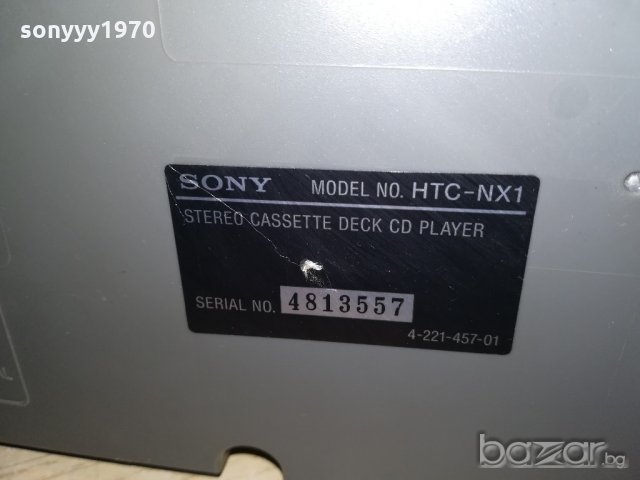 sonyyy1970
SONY MODEL NO. HTC-NX1
STEREO CASSETTE DECK CD PLAYER
SERIAL NO. 4813557
4-221-457-01
bazar.bg